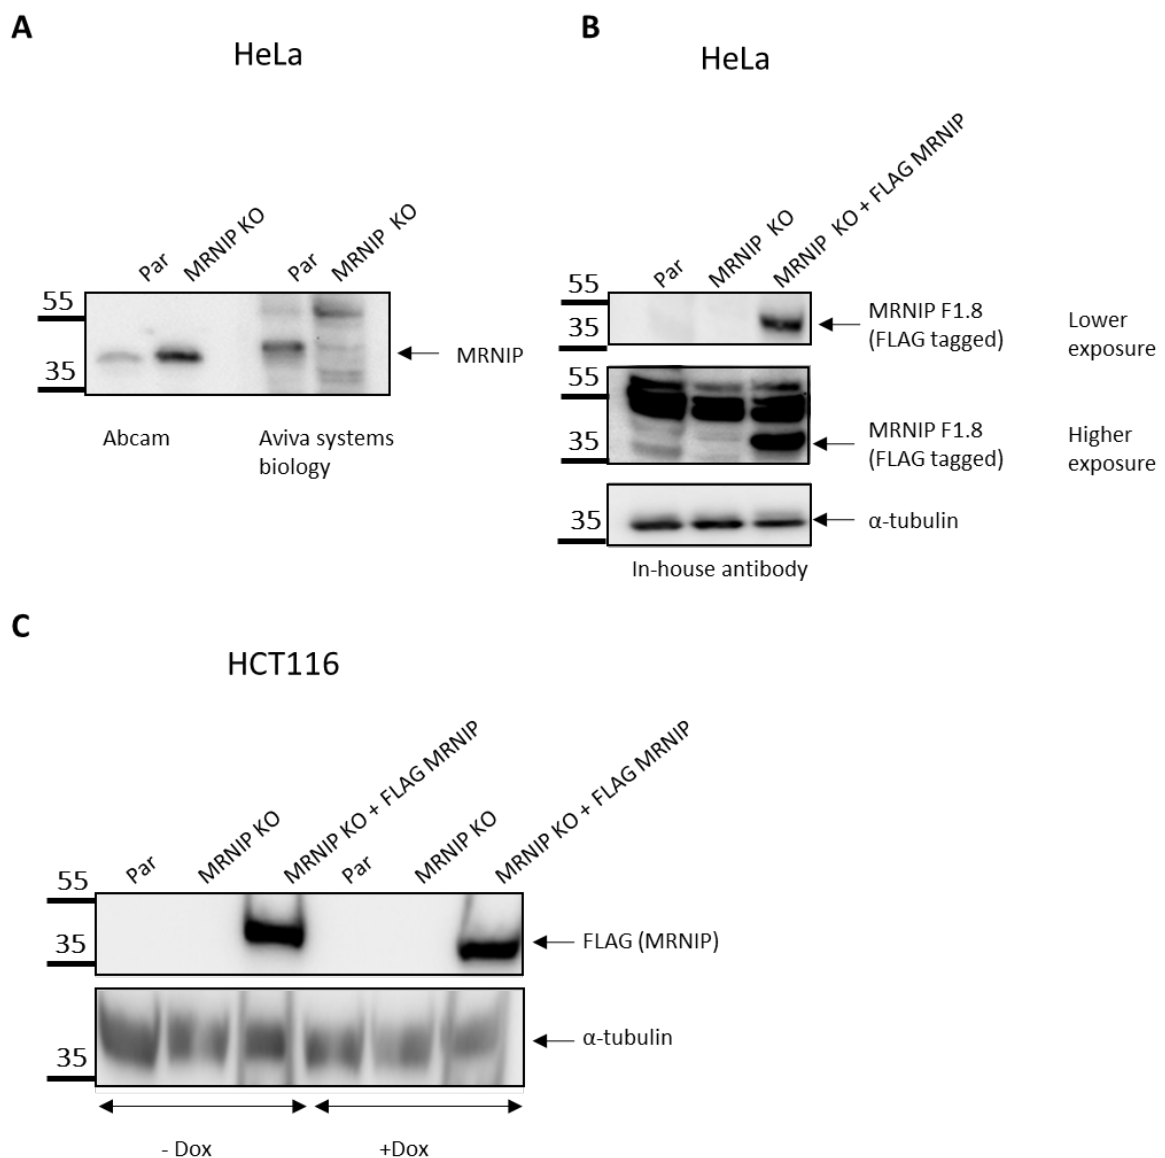 A
HeLa
Par
MRNIP KO
Par
MRNIP KO
55
35
MRNIP
Abcam
Aviva systems
biology
B
HeLa
Par
MRNIP KO
MRNIP KO + FLAG MRNIP
55
35
MRNIP F1.8
(FLAG tagged)
Lower
exposure
55
35
MRNIP F1.8
(FLAG tagged)
Higher
exposure
35
α-tubulin
In-house antibody
C
HCT116
Par
MRNIP KO
MRNIP KO + FLAG MRNIP
Par
MRNIP KO
MRNIP KO + FLAG MRNIP
55
35
FLAG (MRNIP)
35
α-tubulin
- Dox
+Dox